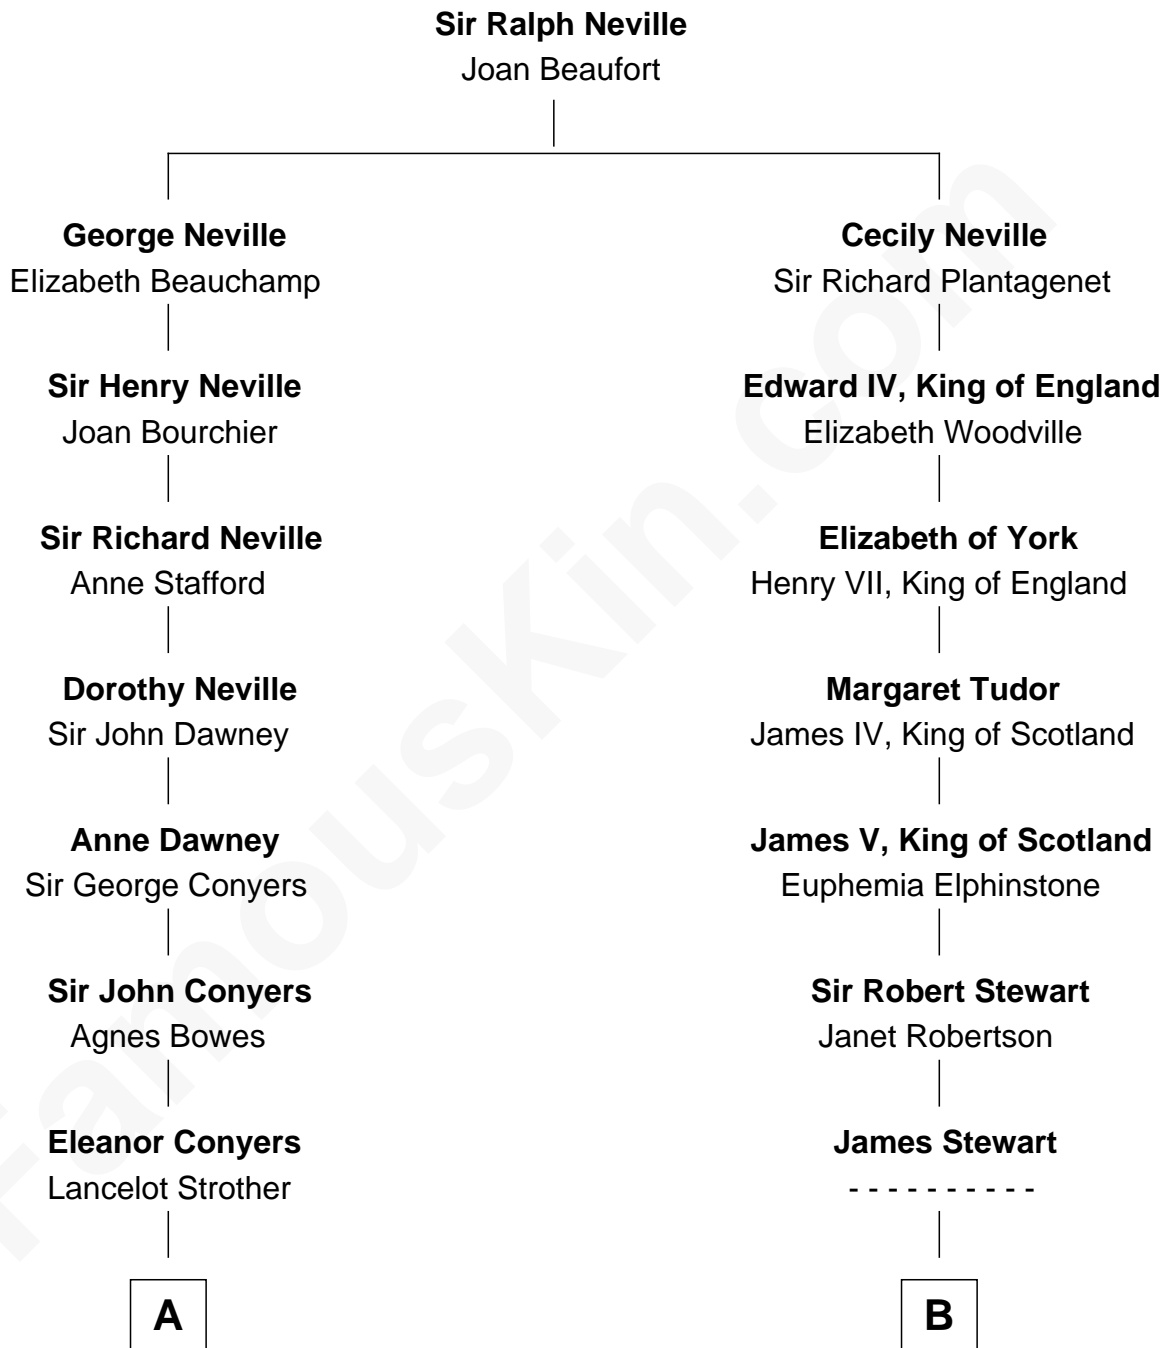 Sir Ralph Neville
Joan Beaufort
George Neville
Elizabeth Beauchamp
Cecily Neville
Sir Richard Plantagenet
Sir Henry Neville
Joan Bourchier
Edward IV, King of England
Elizabeth Woodville
Sir Richard Neville
Anne Stafford
Elizabeth of York
Henry VII, King of England
Dorothy Neville
Sir John Dawney
Margaret Tudor
James IV, King of Scotland
Anne Dawney
Sir George Conyers
James V, King of Scotland
Euphemia Elphinstone
Sir John Conyers
Agnes Bowes
Sir Robert Stewart
Janet Robertson
Eleanor Conyers
Lancelot Strother
James Stewart
- - - - - - - - - -
A
B
FamousKin.com